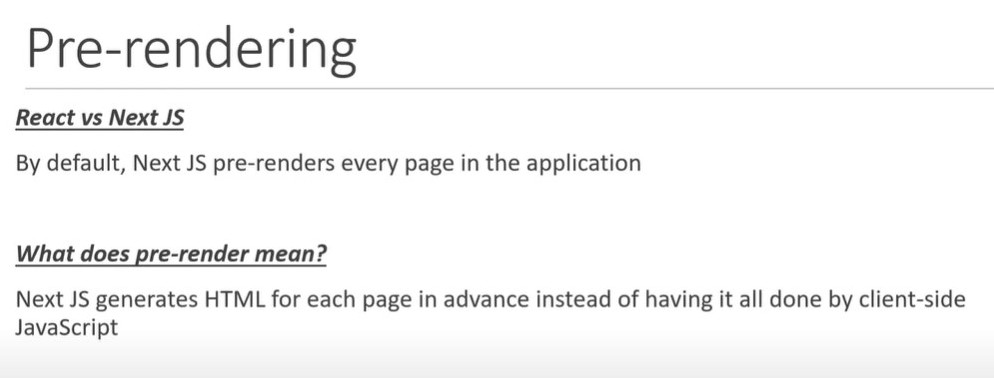 Pre-rendering
React vs Next JS
By default, Next JS pre-renders every page in the application
What does pre-render mean?
Next JS generates HTML for each page in advance instead of having it all done by client-side
JavaScript